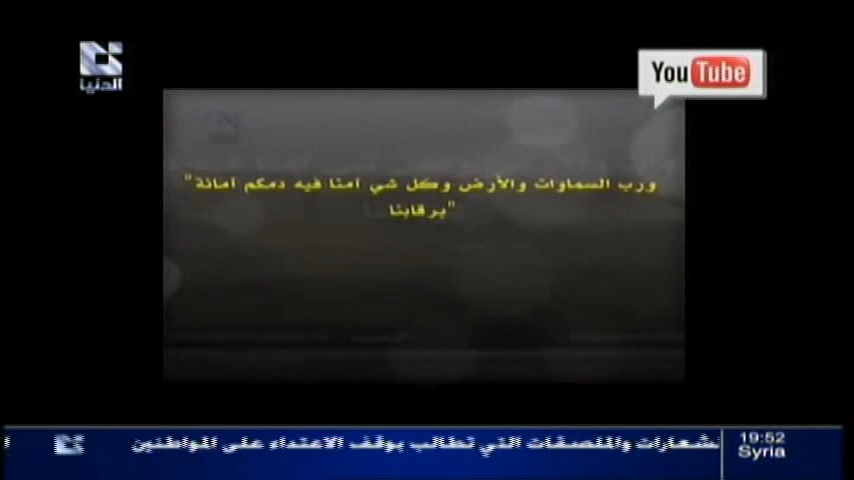 الدنيا
YouTube
"ورب السماوات والأرض وكل شي امنا فيه دمكم امانة
برقابنا"
لشعارات والملصقات التي تطالب بوقف الاعتداء على المواطنين
19:52
Syria